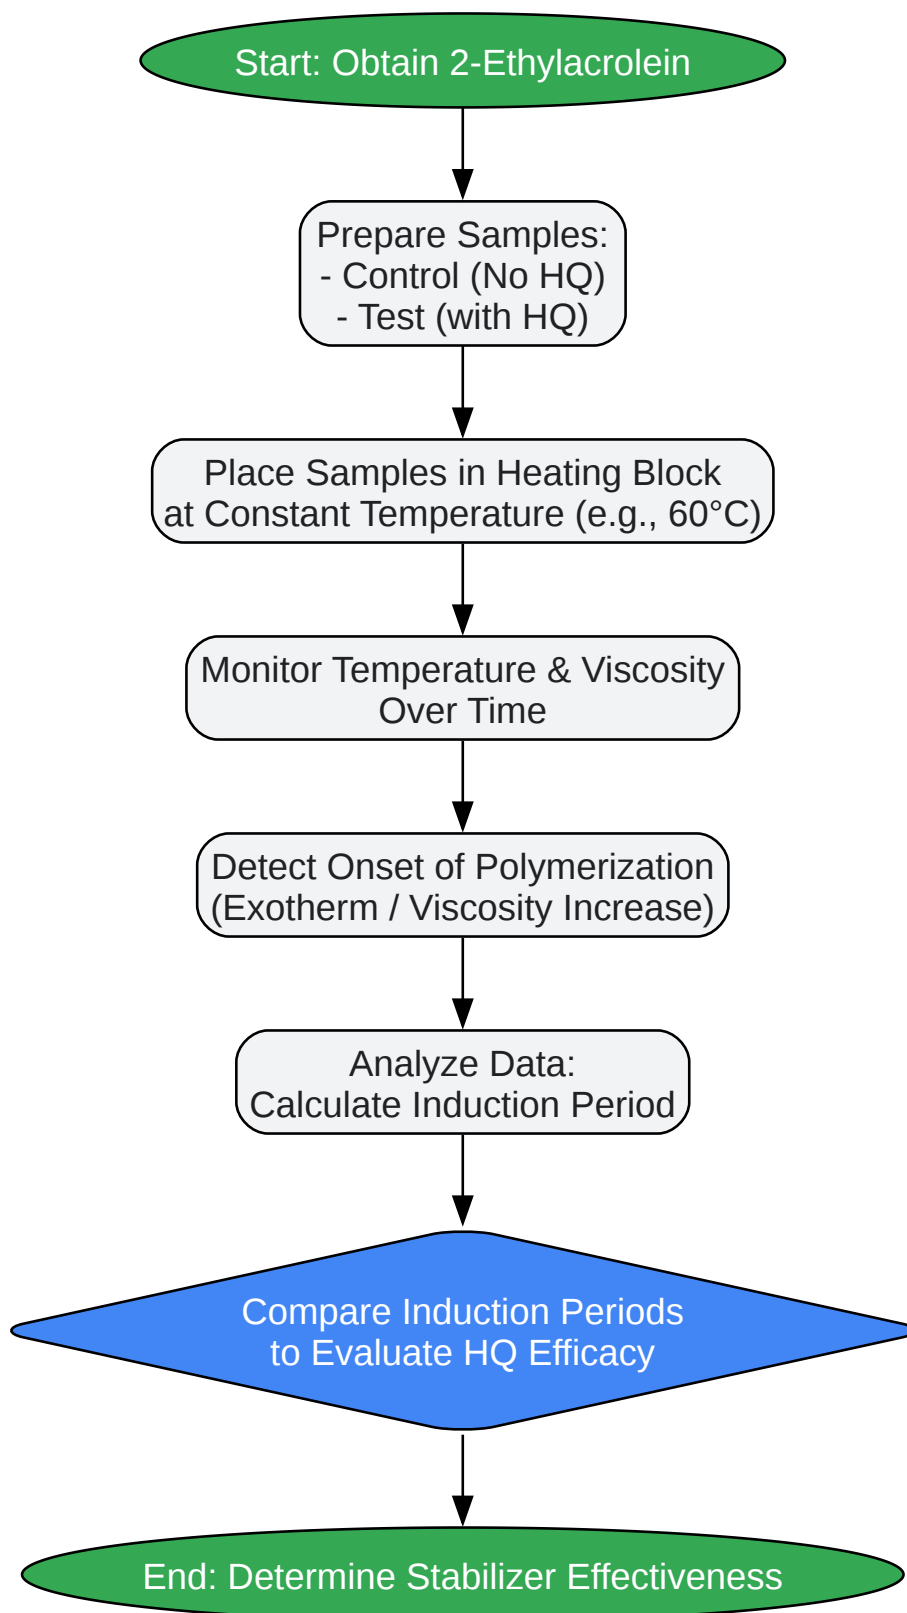 Start: Obtain 2-Ethylacrolein
Prepare Samples:
- Control (No HQ)
- Test (with HQ)
Place Samples in Heating Block
at Constant Temperature (e.g., 60°C)
Monitor Temperature & Viscosity
Over Time
Detect Onset of Polymerization
(Exotherm / Viscosity Increase)
Analyze Data:
Calculate Induction Period
Compare Induction Periods
to Evaluate HQ Efficacy
End: Determine Stabilizer Effectiveness